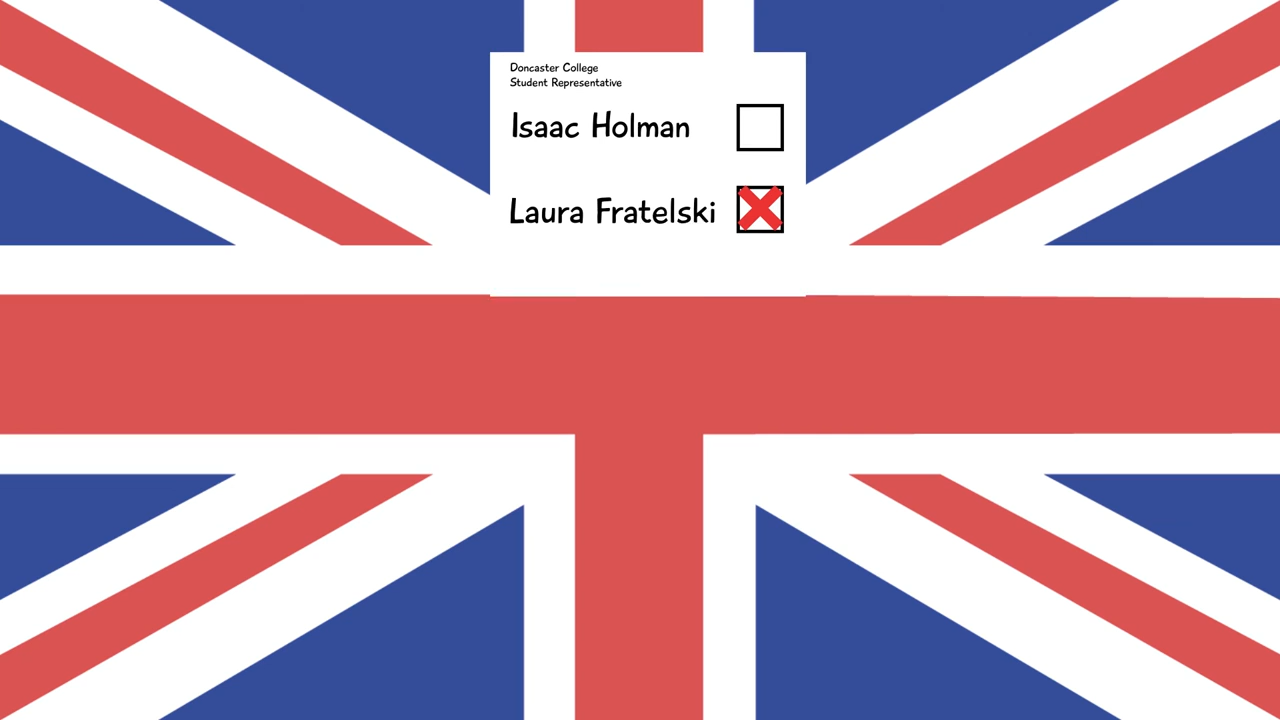 Doncaster College
Student Representative
Isaac Holman
Laura Fratelski